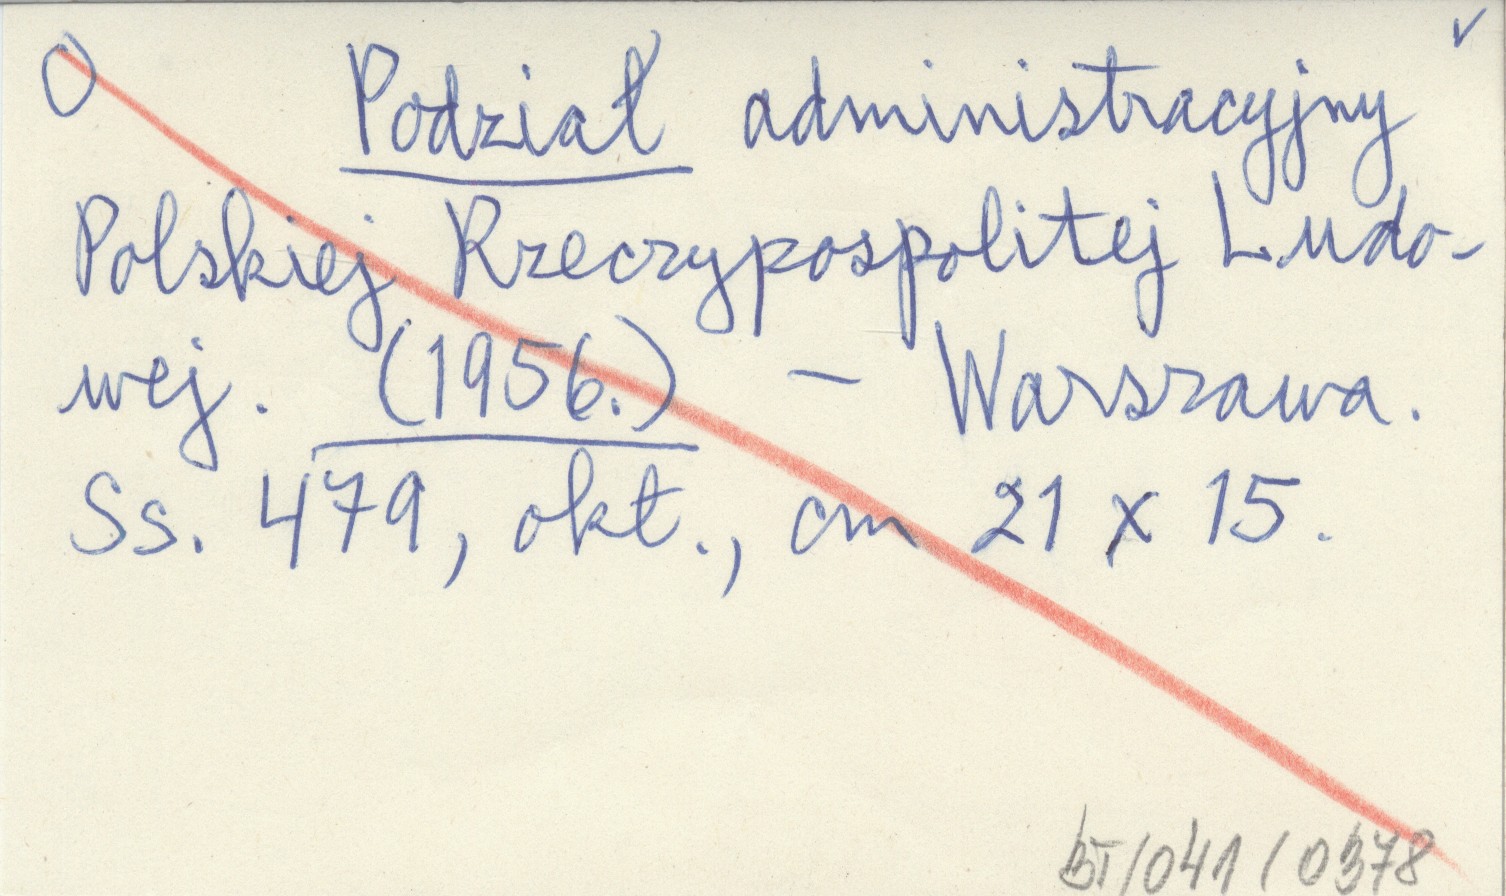 O Podział administracyjny
Polskiej Rzeczypospolitej Ludo-
wej. (1956.) — Warszawa.
Ss. 479, okt., cm 21 x 15.
bT/041/0378